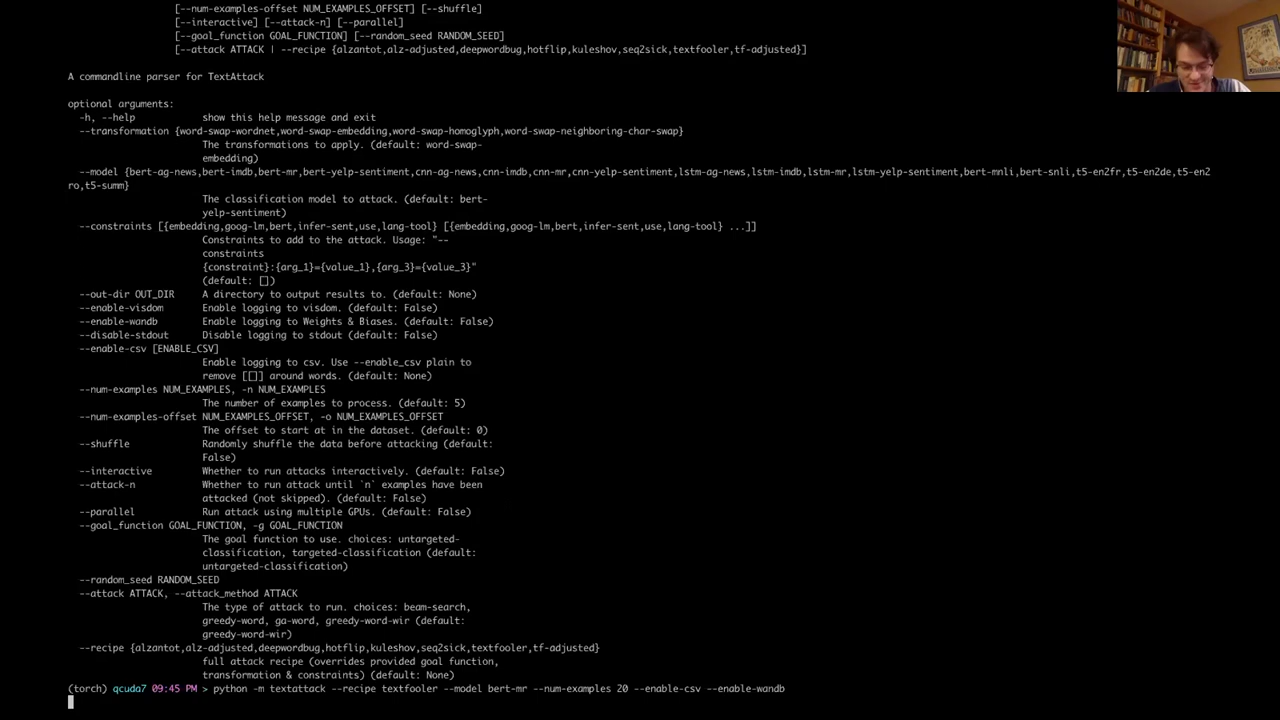 [--num-examples-offset NUM_EXAMPLES_OFFSET] [--shuffle]
[--interactive] [--attack-n] [--parallel]
[--goal_function GOAL_FUNCTION] [--random_seed RANDOM_SEED]
[--attack ATTACK | --recipe {alzantot,alz-adjusted,deepwordbug,hotflip,kuleshov,seq2sick,textfooler,tf-adjusted}]
A commandline parser for TextAttack
optional arguments:
-h, --help show this help message and exit
--transformation {word-swap-wordnet,word-swap-embedding,word-swap-homoglyph,word-swap-neighboring-char-swap}
The transformations to apply. (default: word-swap-
embedding)
--model {bert-ag-news,bert-imdb,bert-mr,bert-yelp-sentiment,cnn-ag-news,cnn-imdb,cnn-mr,cnn-yelp-sentiment,lstm-ag-news,lstm-imdb,lstm-mr,lstm-yelp-sentiment,bert-mnli,bert-snli,t5-en2fr,t5-en2de,t5-en2
ro,t5-summ}
The classification model to attack. (default: bert-
yelp-sentiment)
--constraints [{embedding,goog-lm,bert,infer-sent,use,lang-tool} [{embedding,goog-lm,bert,infer-sent,use,lang-tool} ...]]
Constraints to add to the attack. Usage: "--
constraints
{constraint}:{arg_1}={value_1},{arg_3}={value_3}"
(default: [])
--out-dir OUT_DIR A directory to output results to. (default: None)
--enable-visdom Enable logging to visdom. (default: False)
--enable-wandb Enable logging to Weights & Biases. (default: False)
--disable-stdout Disable logging to stdout (default: False)
--enable-csv [ENABLE_CSV]
Enable logging to csv. Use --enable_csv plain to
remove [[]] around words. (default: None)
--num-examples NUM_EXAMPLES, -n NUM_EXAMPLES
The number of examples to process. (default: 5)
--num-examples-offset NUM_EXAMPLES_OFFSET, -o NUM_EXAMPLES_OFFSET
The offset to start at in the dataset. (default: 0)
--shuffle Randomly shuffle the data before attacking (default:
False)
--interactive Whether to run attacks interactively. (default: False)
--attack-n Whether to run attack until `n` examples have been
attacked (not skipped). (default: False)
--parallel Run attack using multiple GPUs. (default: False)
--goal_function GOAL_FUNCTION, -g GOAL_FUNCTION
The goal function to use. choices: untargeted-
classification, targeted-classification (default:
untargeted-classification)
--random_seed RANDOM_SEED
--attack ATTACK, --attack_method ATTACK
The type of attack to run. choices: beam-search,
greedy-word, ga-word, greedy-word-wir (default:
greedy-word-wir)
--recipe {alzantot,alz-adjusted,deepwordbug,hotflip,kuleshov,seq2sick,textfooler,tf-adjusted}
full attack recipe (overrides provided goal function,
transformation & constraints) (default: None)
(torch) qcuda7 09:45 PM > python -m textattack --recipe textfooler --model bert-mr --num-examples 20 --enable-csv --enable-wandb